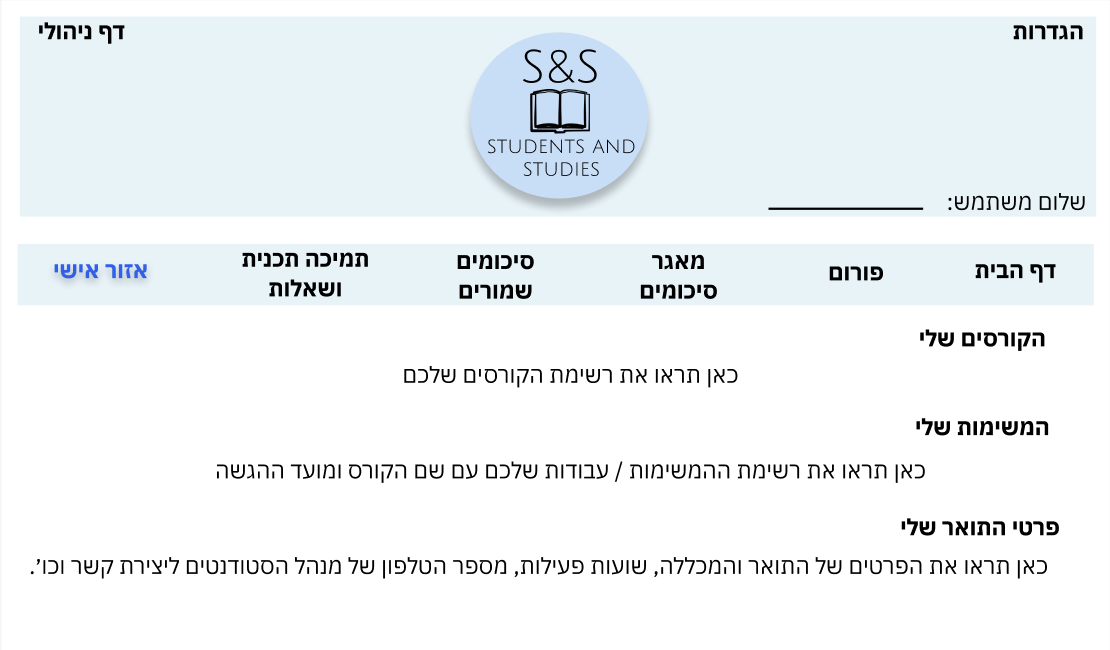 הגדרות
דף ניהולי
S&S
STUDENTS AND
STUDIES
שלום משתמש: ____________
דף הבית
פורום
מאגר
סיכומים
סיכומים
שמורים
תמיכה תכנית
ושאלות
אזור אישי
הקורסים שלי
כאן תראו את רשימת הקורסים שלכם
המשימות שלי
כאן תראו את רשימת ההמשימות / עבודות שלכם עם שם הקורס ומועד ההגשה
פרטי התואר שלי
כאן תראו את הפרטים של התואר והמכללה, שועות פעילות, מספר הטלפון של מנהל הסטודנטים ליצירת קשר וכו'.